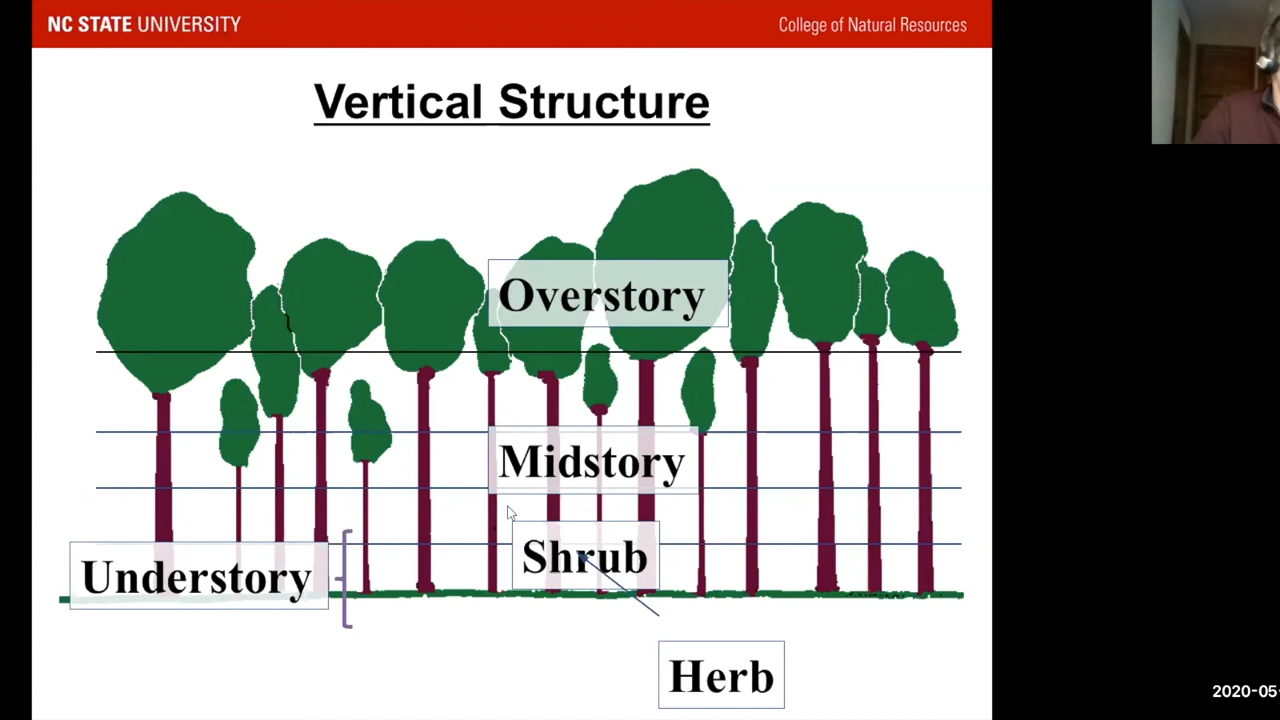 NC STATE UNIVERSITY
College of Natural Resources
Vertical Structure
Overstory
Midstory
Shrub
Understory
Herb
2020-05-